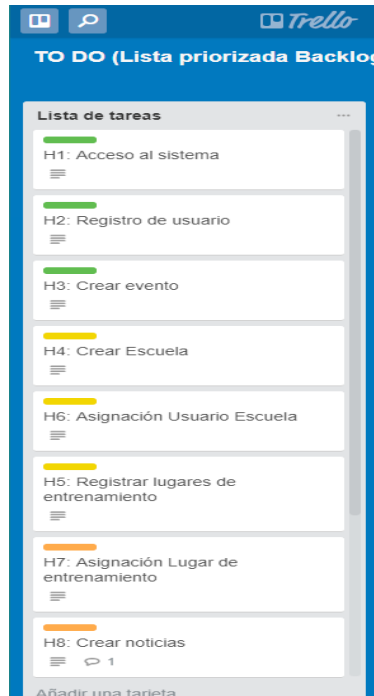 Trello
TO DO (Lista priorizada Backlog
Lista de tareas
H1: Acceso al sistema
H2: Registro de usuario
H3: Crear evento
H4: Crear Escuela
H6: Asignación Usuario Escuela
H5: Registrar lugares de
entrenamiento
H7: Asignación Lugar de
entrenamiento
H8: Crear noticias
1
Añadir una tarjeta